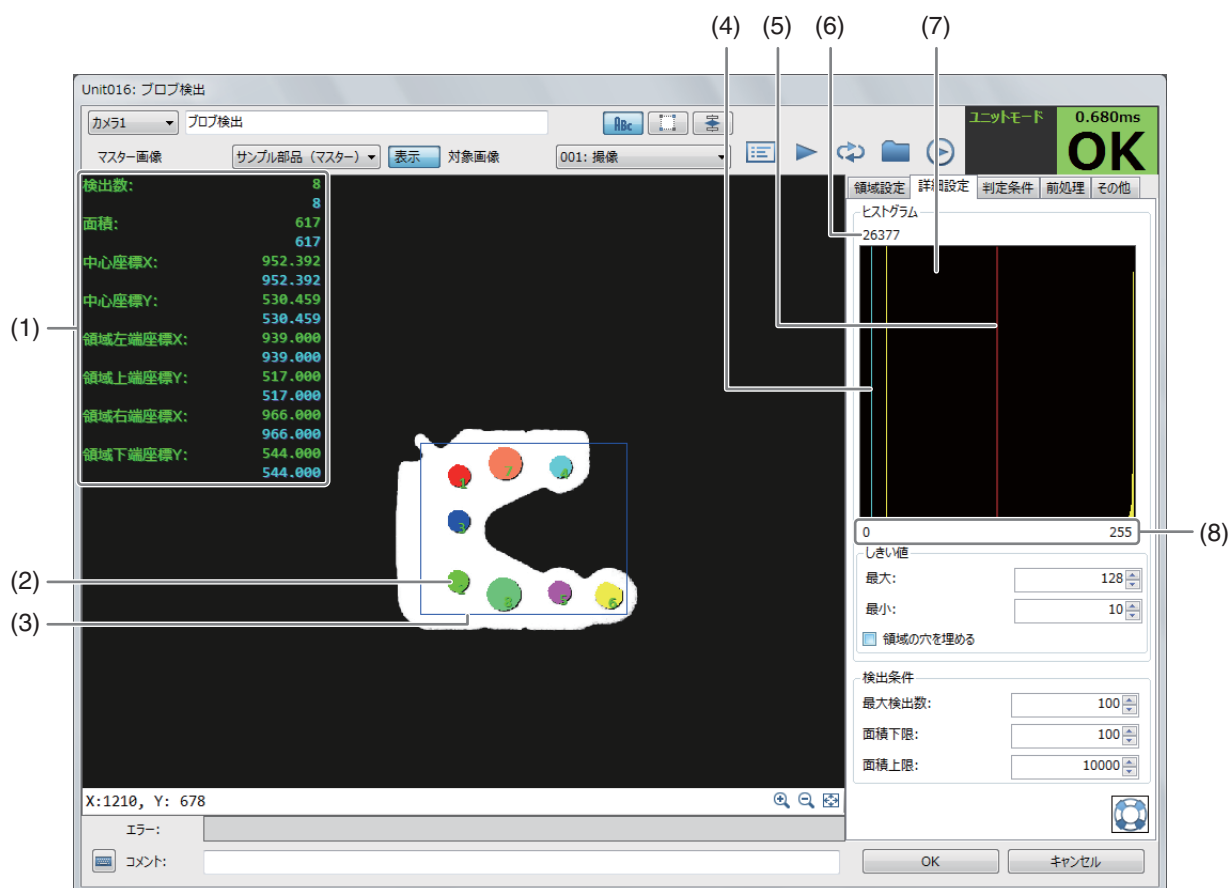 (4) (5) (6) (7)
Unit016: ブロブ検出
カメラ1 ブロブ検出 ABC ユニットモード 0.680ms
OK
マスター画像 サンプル部品（マスター） 表示 対象画像 001: 撮像
領域設定 詳細設定 判定条件 前処理 その他
検出数: 8
8
面積: 617
617
中心座標X: 952.392
952.392
中心座標Y: 530.459
530.459
領域左端座標X: 939.000
939.000
領域上端座標Y: 517.000
517.000
領域右端座標X: 966.000
966.000
領域下端座標Y: 544.000
544.000
(1)
(2)
(3)
1 7 4
3
2 8 5 6
ヒストグラム
26377
0 255
(8)
しきい値
最大: 128
最小: 10
領域の穴を埋める
検出条件
最大検出数: 100
面積下限: 100
面積上限: 10000
X:1210, Y: 678
エラー:
コメント:
OK キャンセル